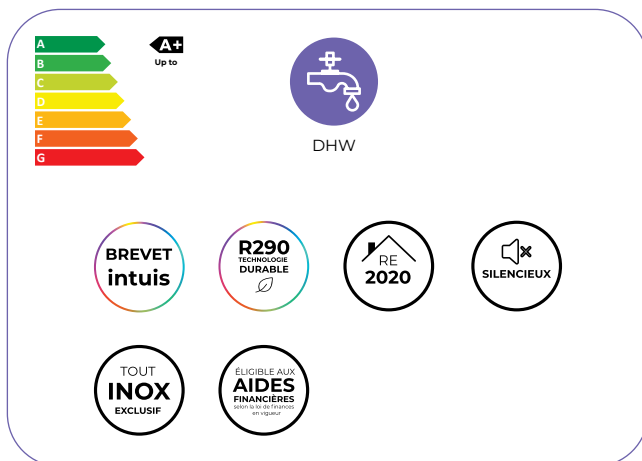 A
B
C
D
E
F
G
A+
Up to
DHW
BREVET
intuis
R290
TECHNOLOGIE
DURABLE
RE
2020
SILENCIEUX
TOUT
INOX
EXCLUSIF
ÉLIGIBLE AUX
AIDES
FINANCIÈRES
selon la loi de finances
en vigueur